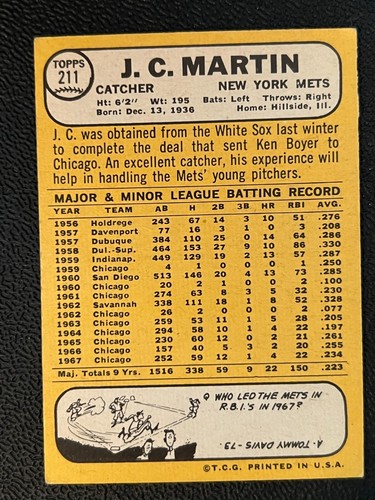 TOPPS
211
J. C. MARTIN
CATCHER NEW YORK METS
Ht: 6'2" Wt: 195 Bats: Left Throws: Right
Born: Dec. 13, 1936 Home: Hillside, Ill.
J. C. was obtained from the White Sox last winter
to complete the deal that sent Ken Boyer to
Chicago. An excellent catcher, his experience will
help in handling the Mets' young pitchers.
MAJOR & MINOR LEAGUE BATTING RECORD
YEAR TEAM AB H 2B 3B HR RBI AVG.
1956 Holdrege 243 67 14 3 10 51 .276
1957 Davenport 77 16 3 1 0 3 .208
1957 Dubuque 384 110 25 0 14 64 .286
1958 Dul.-Sup. 464 153 27 9 10 86 .330
1959 Indianap. 449 129 19 2 13 57 .287
1959 Chicago 4 1 0 0 0 1 .250
1960 San Diego 513 146 20 4 13 73 .285
1960 Chicago 20 2 1 0 0 2 .100
1961 Chicago 274 63 8 3 5 32 .230
1962 Savannah 338 111 18 1 8 52 .328
1962 Chicago 26 2 0 0 0 2 .077
1963 Chicago 259 53 11 1 5 28 .205
1964 Chicago 294 58 10 1 4 22 .197
1965 Chicago 230 60 12 0 2 21 .261
1966 Chicago 157 40 5 3 2 20 .255
1967 Chicago 252 59 12 1 4 22 .234
Maj. Totals 9 Yrs. 1516 338 59 9 22 150 .223
Q WHO LED THE METS IN
R.B.I.'S IN 1967?
A. TOMMY DAVIS - 73.
©T.C.G. PRINTED IN U.S.A.